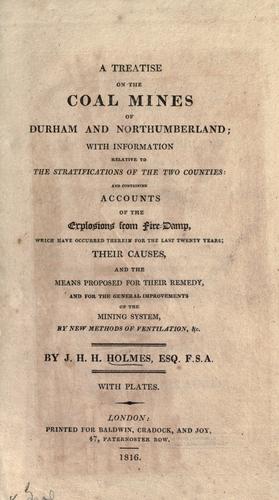 A TREATISE
ON THE
COAL MINES
OF
DURHAM AND NORTHUMBERLAND;
WITH INFORMATION
RELATIVE TO
THE STRATIFICATIONS OF THE TWO COUNTIES:
AND CONTAINING
ACCOUNTS
OF THE
Explosions from Fire-Damp,
WHICH HAVE OCCURRED THEREIN FOR THE LAST TWENTY YEARS;
THEIR CAUSES,
AND THE
MEANS PROPOSED FOR THEIR REMEDY,
AND FOR THE GENERAL IMPROVEMENTS
OF THE
MINING SYSTEM,
BY NEW METHODS OF VENTILATION, &c.
BY J. H. H. HOLMES, ESQ. F.S.A.
WITH PLATES.
LONDON:
PRINTED FOR BALDWIN, CRADOCK, AND JOY,
47, PATERNOSTER ROW.
1816.